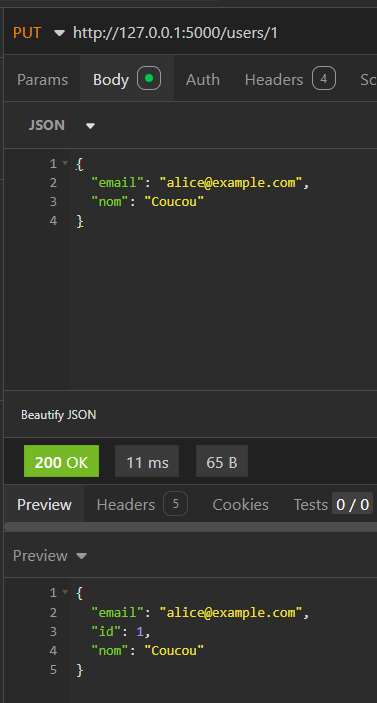 PUT http://127.0.0.1:5000/users/1
Params Body Auth Headers 4 Sc
JSON
1 {
2 "email": "alice@example.com",
3 "nom": "Coucou"
4 }
Beautify JSON
200 OK 11 ms 65 B
Preview Headers 5 Cookies Tests 0 / 0
Preview
1 {
2 "email": "alice@example.com",
3 "id": 1,
4 "nom": "Coucou"
5 }